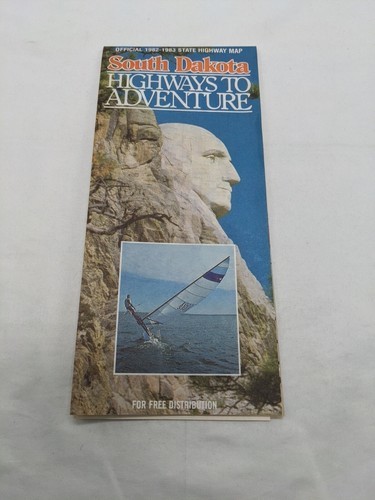 OFFICIAL 1982-1983 STATE HIGHWAY MAP
South Dakota
HIGHWAYS TO
ADVENTURE
FOR FREE DISTRIBUTION